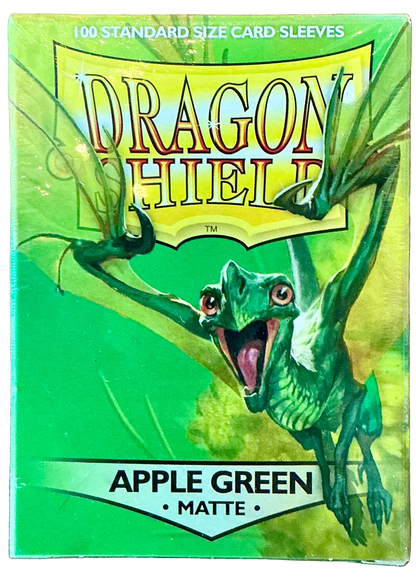 100 STANDARD SIZE CARD SLEEVES
DRAGON
SHIELD
TM
APPLE GREEN
• MATTE •